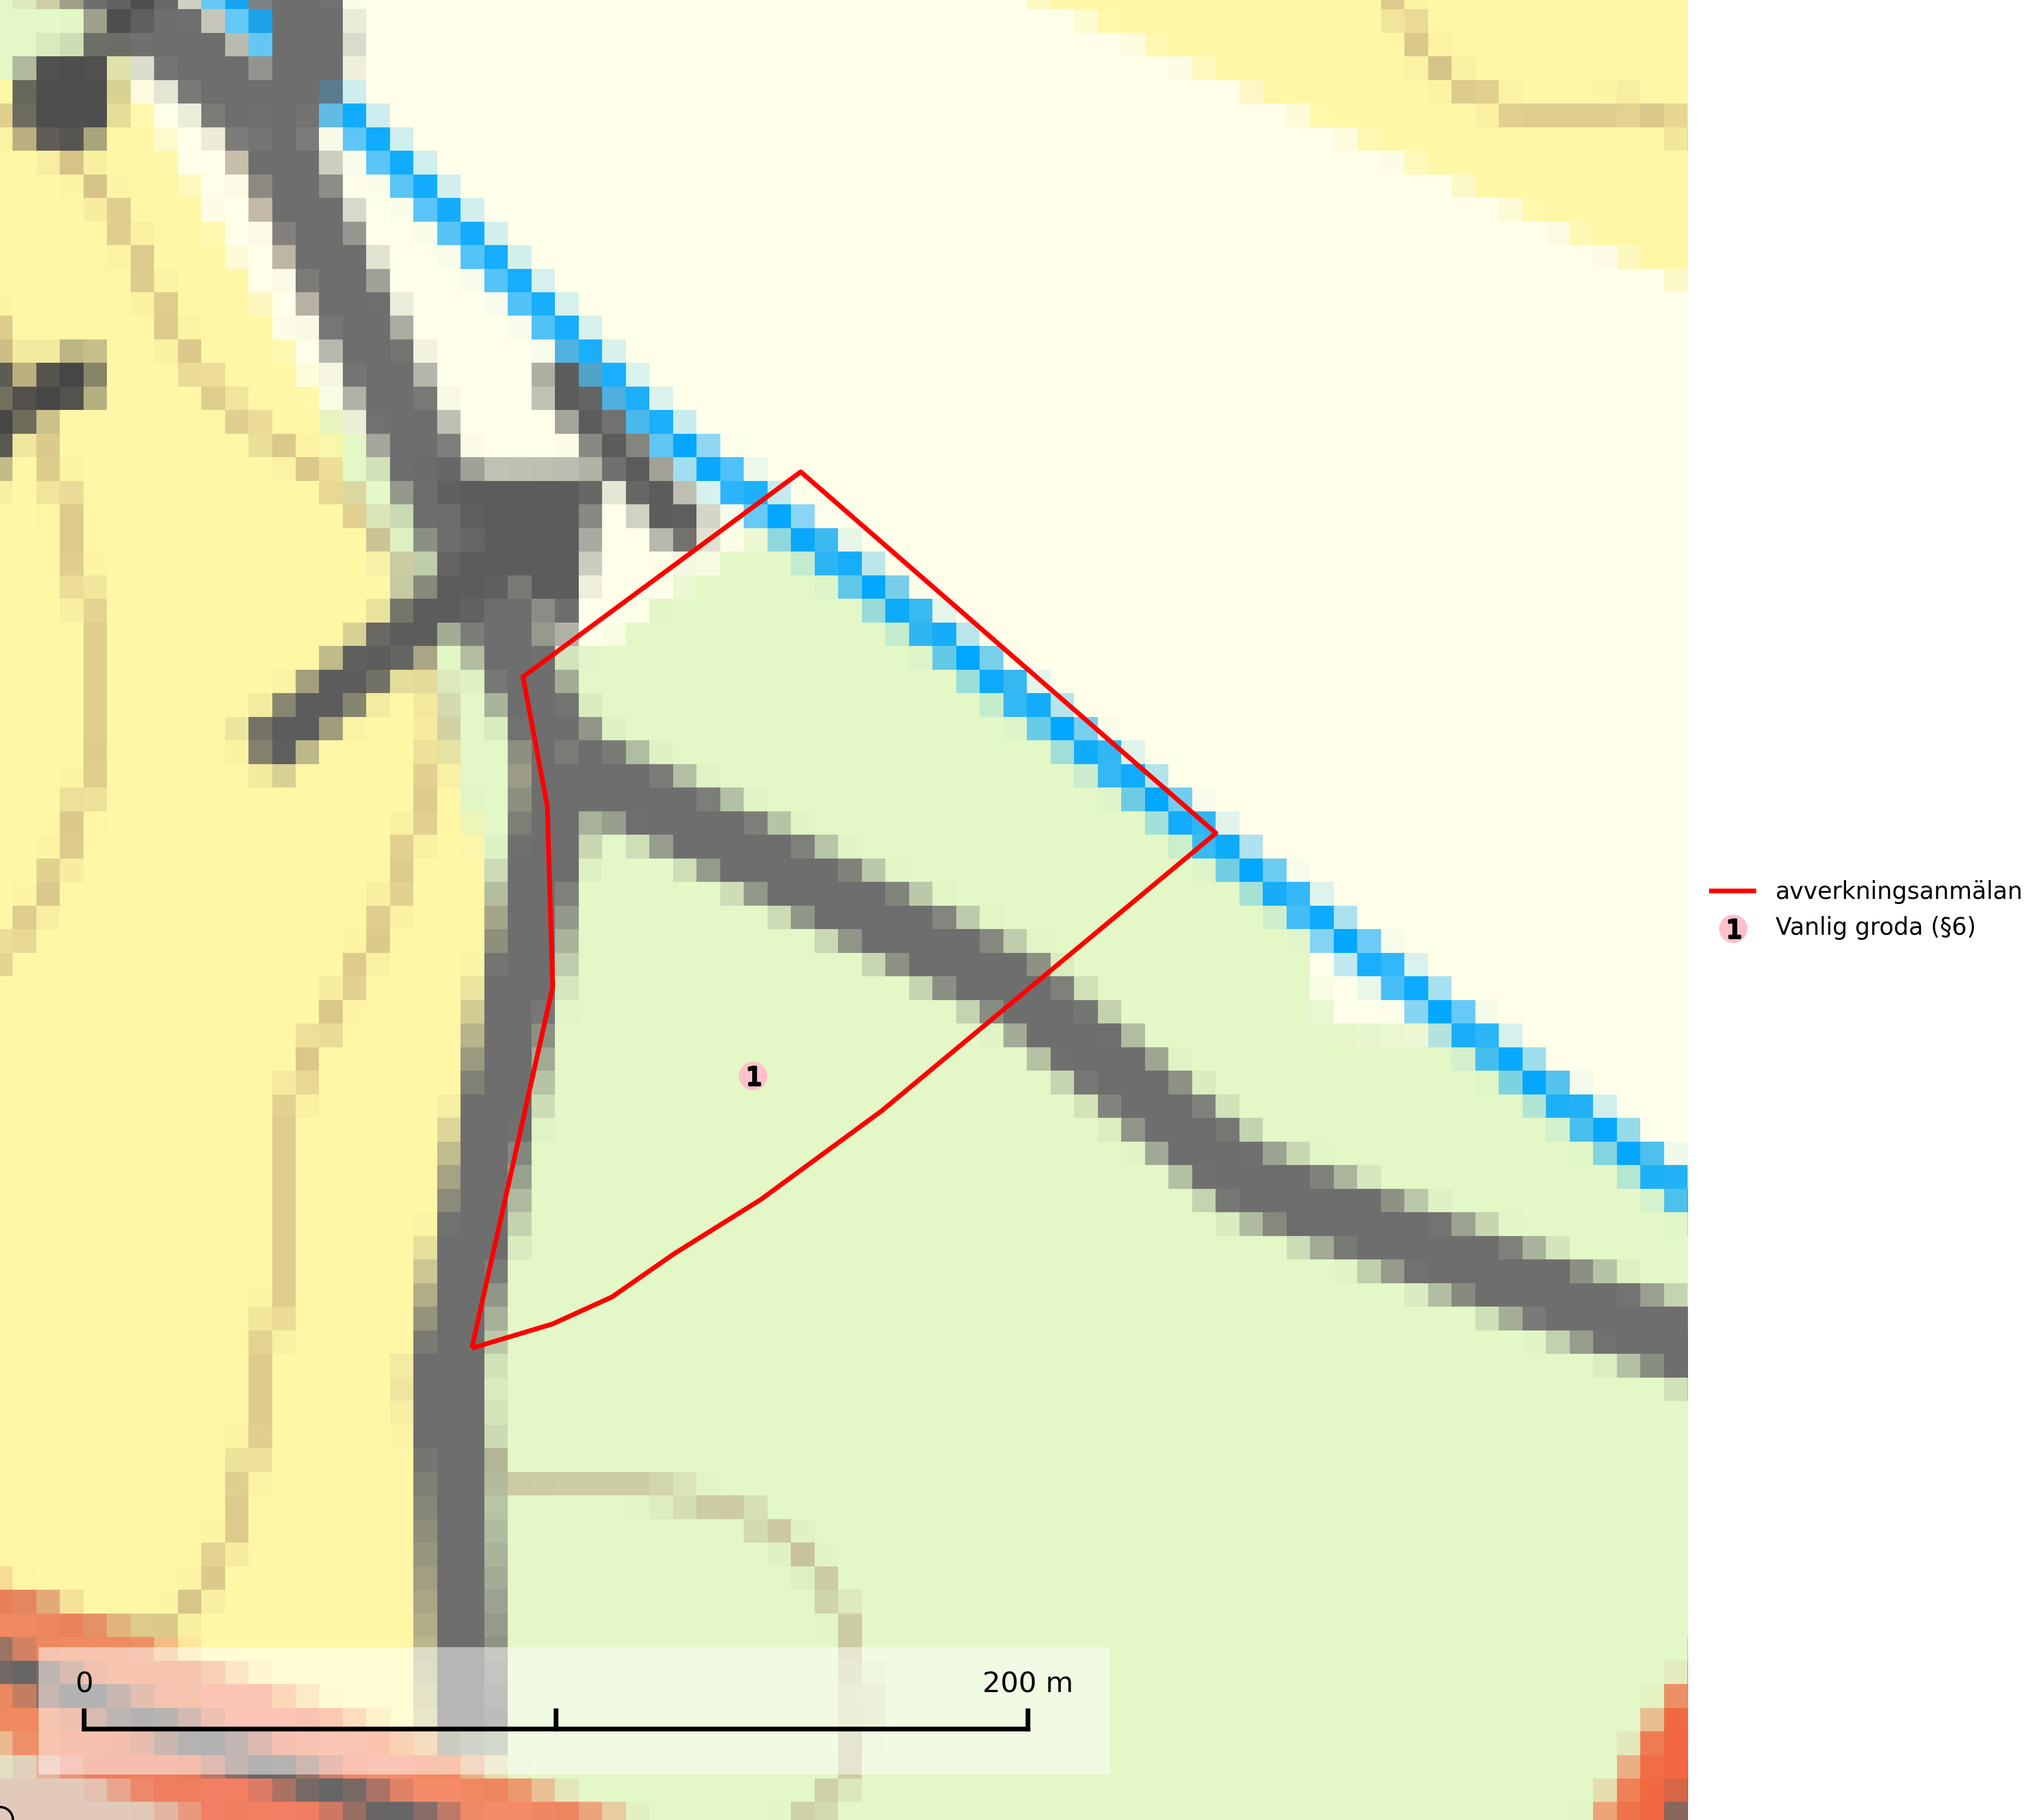 avverkningsanmälan
1 Vanlig groda (§6)
1
0 200 m